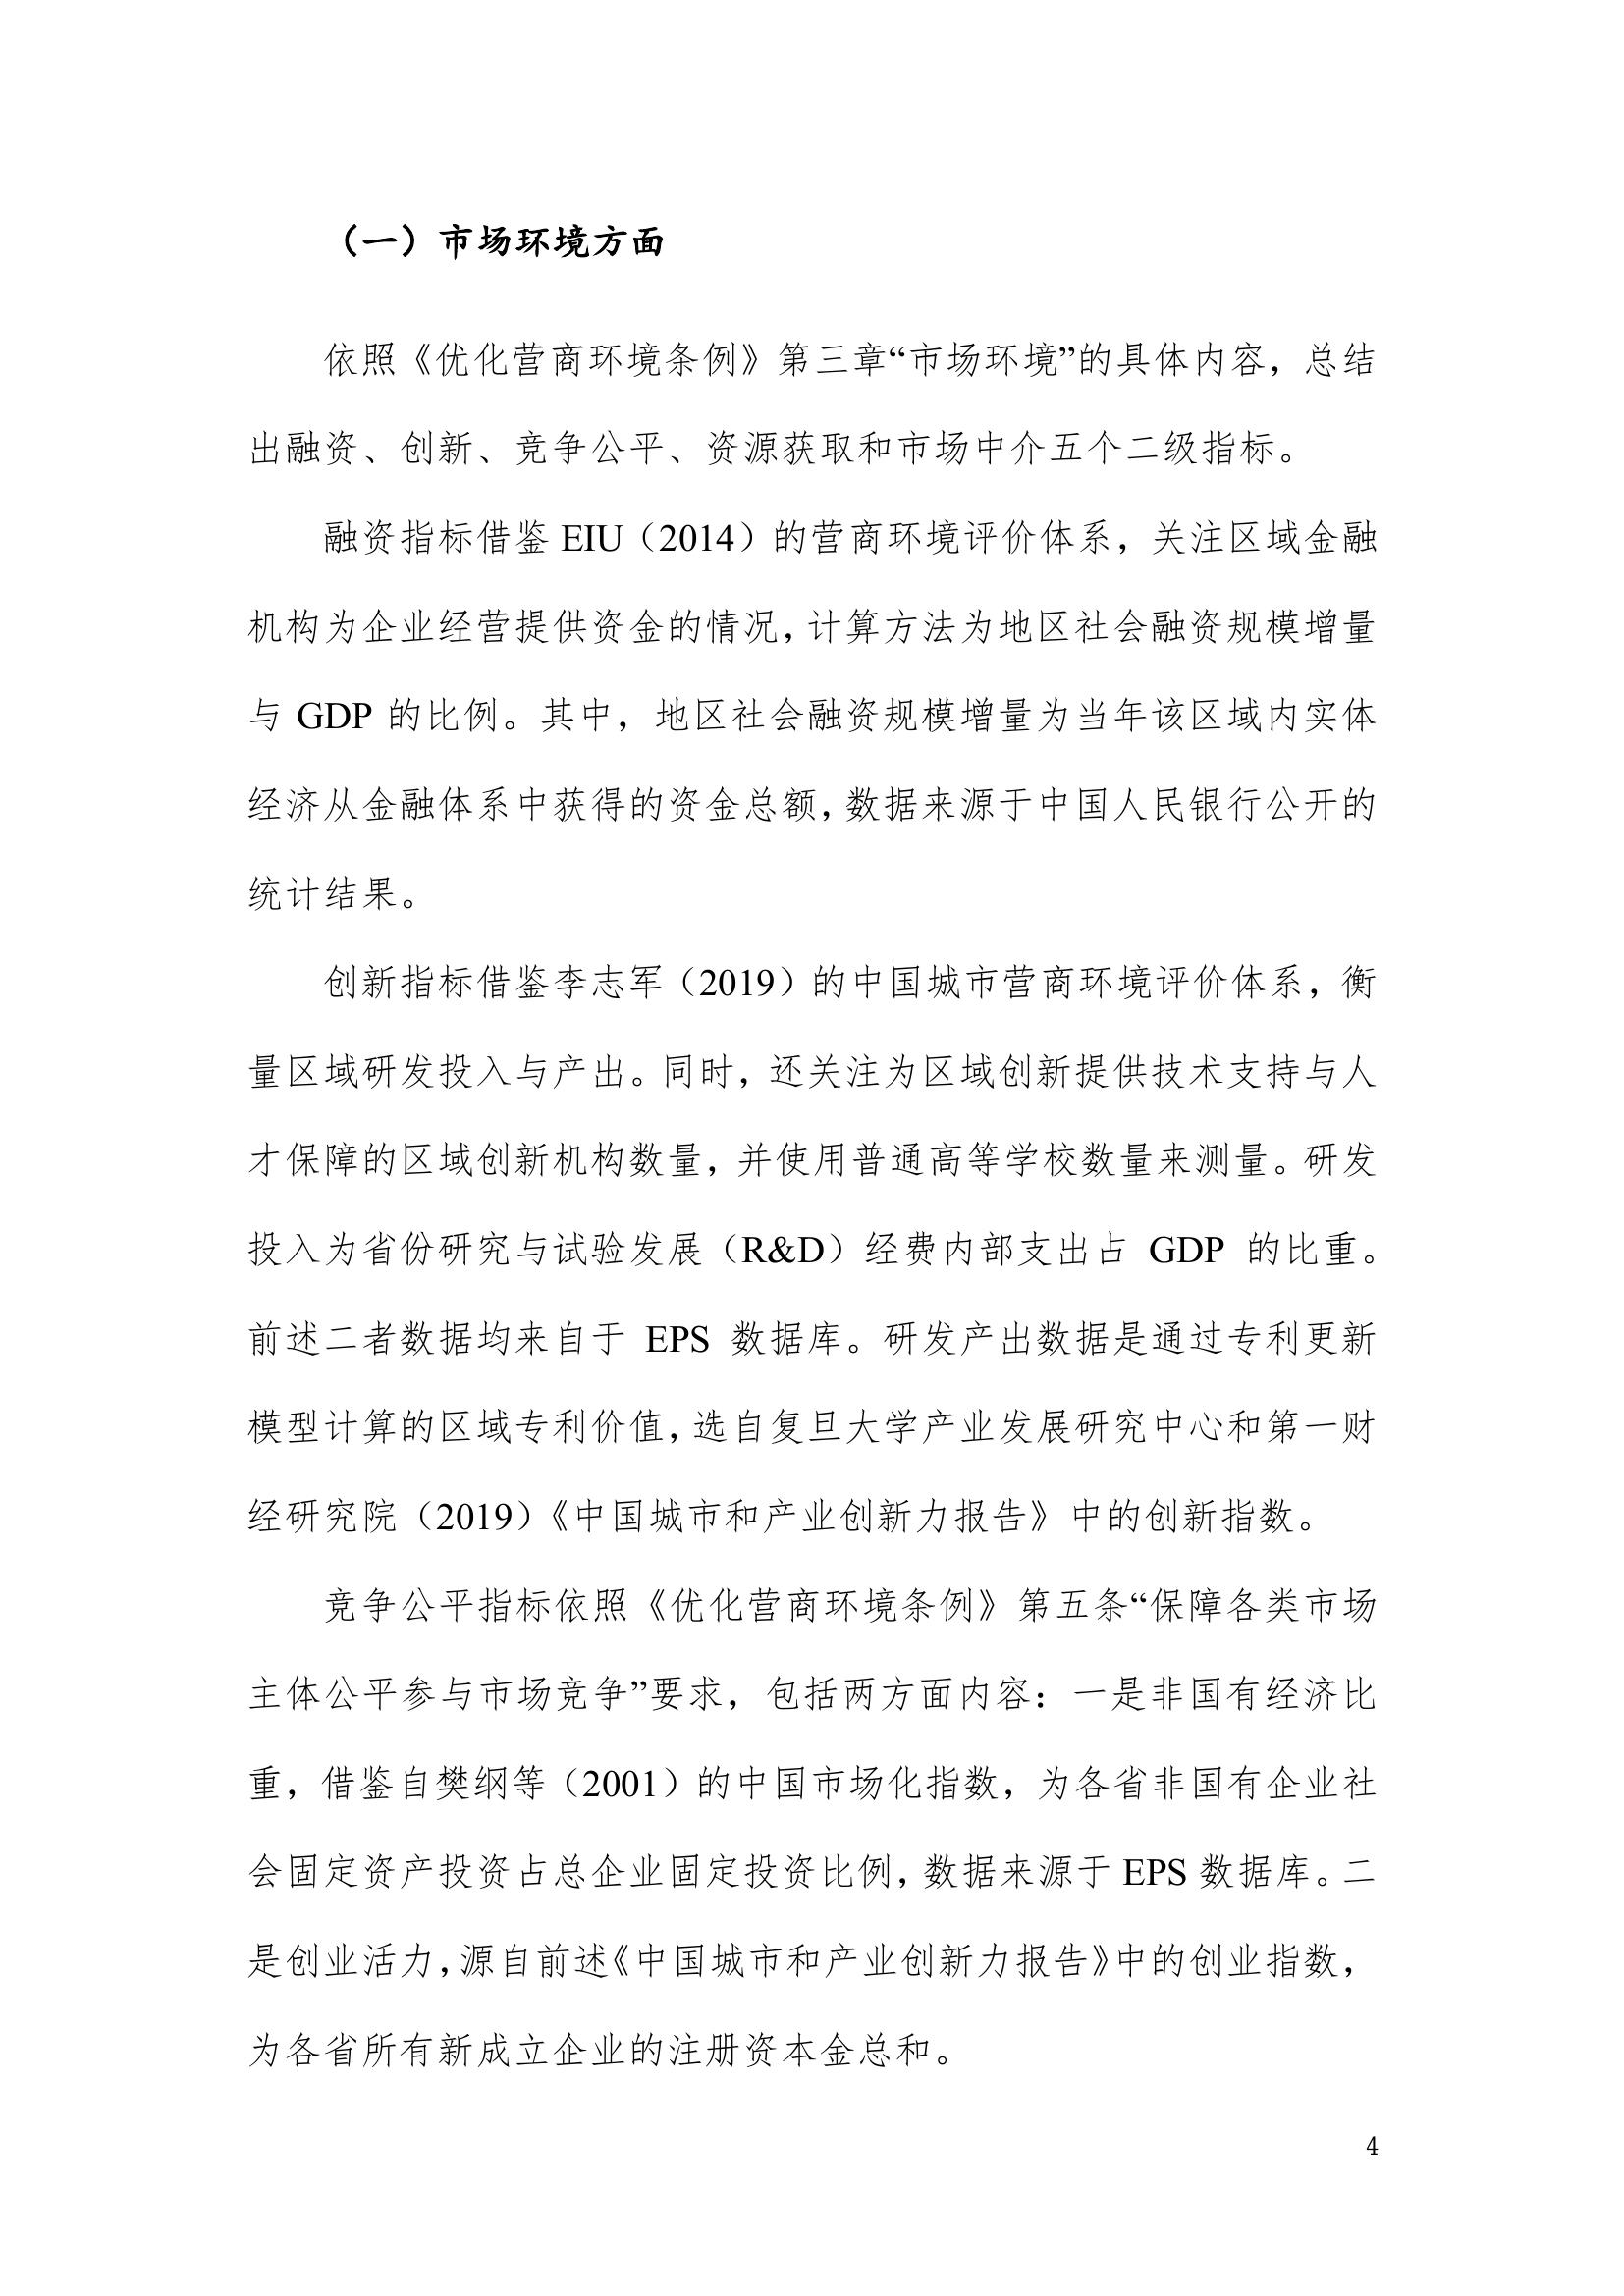 （一）市场环境方面
依照《优化营商环境条例》第三章“市场环境”的具体内容，总结
出融资、创新、竞争公平、资源获取和市场中介五个二级指标。
融资指标借鉴 EIU（2014）的营商环境评价体系，关注区域金融
机构为企业经营提供资金的情况，计算方法为地区社会融资规模增量
与 GDP 的比例。其中，地区社会融资规模增量为当年该区域内实体
经济从金融体系中获得的资金总额，数据来源于中国人民银行公开的
统计结果。
创新指标借鉴李志军（2019）的中国城市营商环境评价体系，衡
量区域研发投入与产出。同时，还关注为区域创新提供技术支持与人
才保障的区域创新机构数量，并使用普通高等学校数量来测量。研发
投入为省份研究与试验发展（R&D）经费内部支出占 GDP 的比重。
前述二者数据均来自于 EPS 数据库。研发产出数据是通过专利更新
模型计算的区域专利价值，选自复旦大学产业发展研究中心和第一财
经研究院（2019）《中国城市和产业创新力报告》中的创新指数。
竞争公平指标依照《优化营商环境条例》第五条“保障各类市场
主体公平参与市场竞争”要求，包括两方面内容：一是非国有经济比
重，借鉴自樊纲等（2001）的中国市场化指数，为各省非国有企业社
会固定资产投资占总企业固定投资比例，数据来源于 EPS 数据库。二
是创业活力，源自前述《中国城市和产业创新力报告》中的创业指数，
为各省所有新成立企业的注册资本金总和。
4